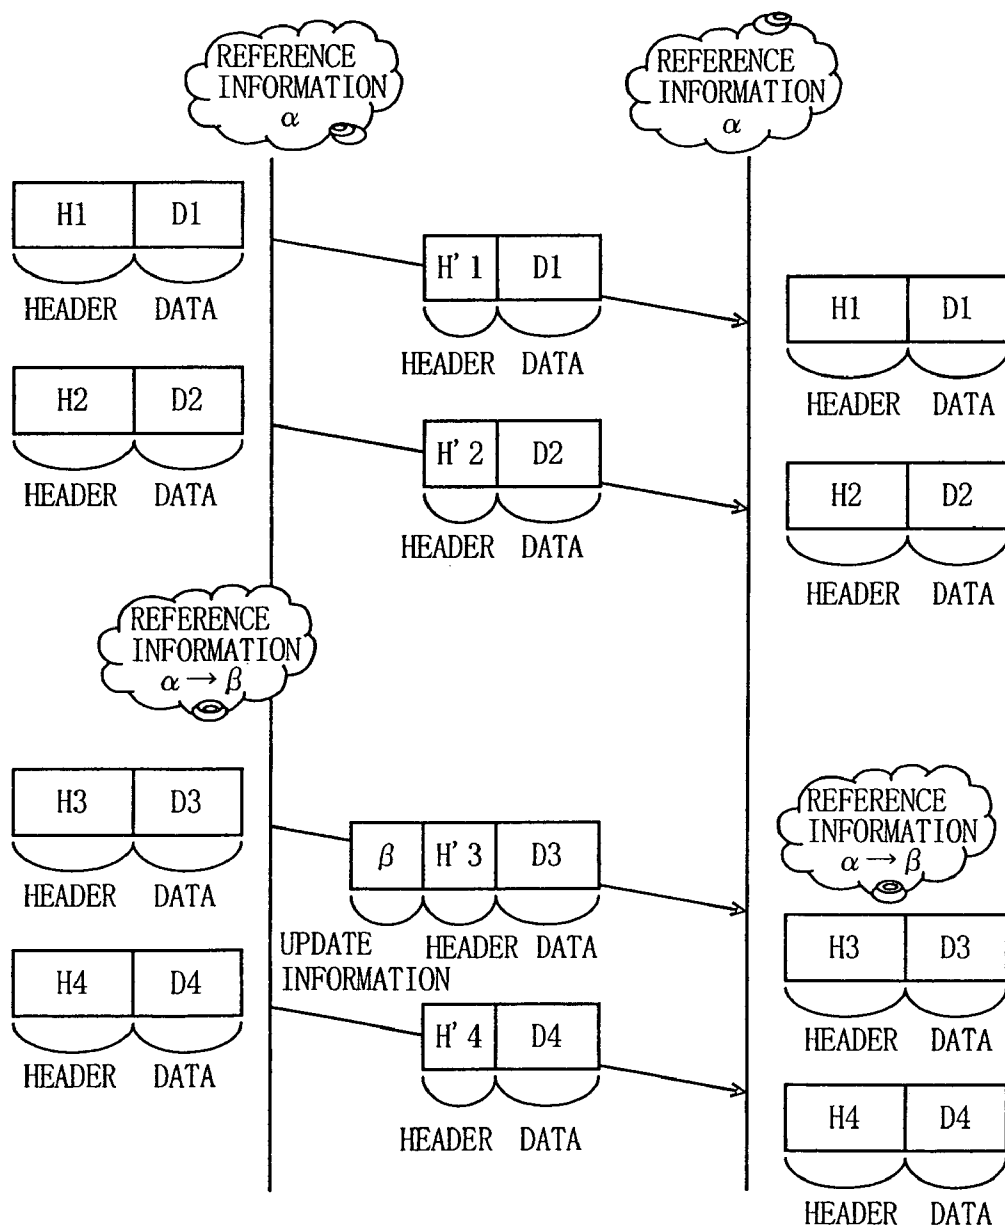 REFERENCE
INFORMATION
α
REFERENCE
INFORMATION
α
H1 D1
HEADER DATA
H'1 D1
HEADER DATA
H1 D1
HEADER DATA
H2 D2
HEADER DATA
H'2 D2
HEADER DATA
H2 D2
HEADER DATA
REFERENCE
INFORMATION
α → β
H3 D3
HEADER DATA
β H'3 D3
UPDATE
INFORMATION
HEADER DATA
REFERENCE
INFORMATION
α → β
H3 D3
HEADER DATA
H4 D4
HEADER DATA
H'4 D4
HEADER DATA
H4 D4
HEADER DATA